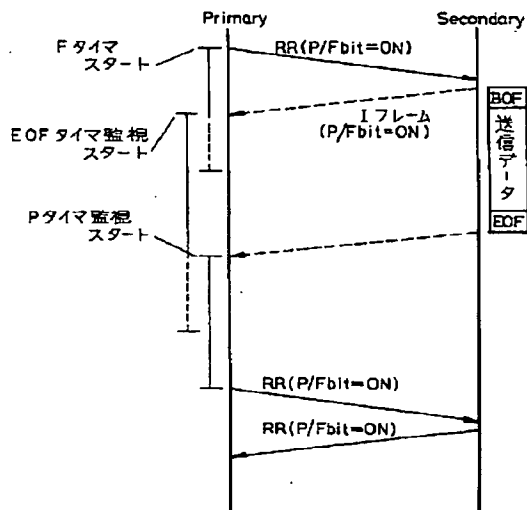 Primary
Secondary
Fタイマ
スタート
RR(P/Fbit=ON)
Iフレーム
(P/Fbit=ON)
BOF
送信データ
EOF
EOFタイマ監視
スタート
Pタイマ監視
スタート
RR(P/Fbit=ON)
RR(P/Fbit=ON)